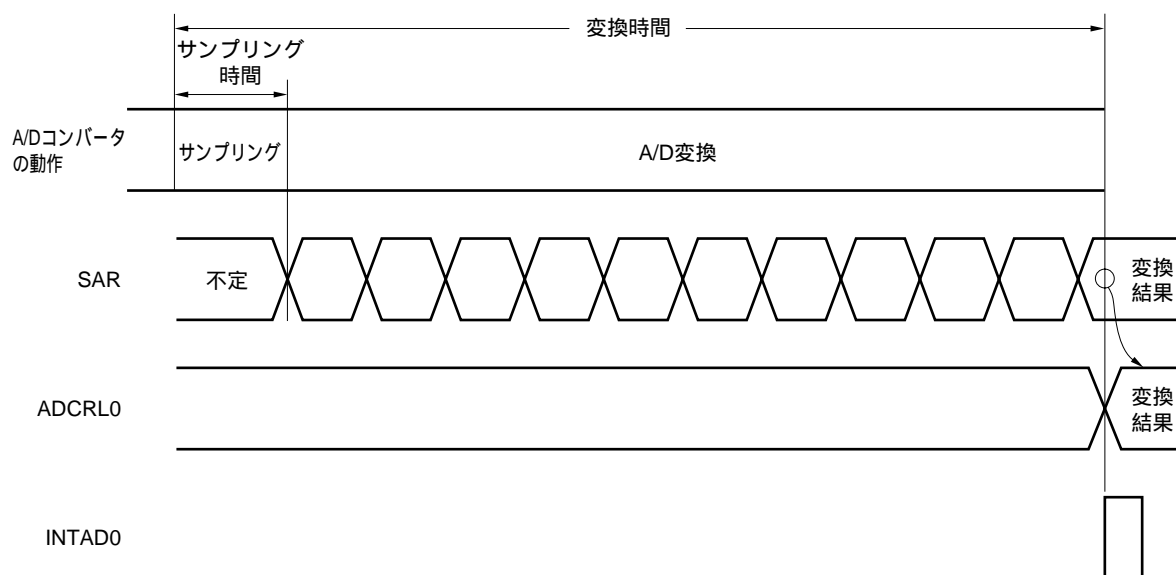 変換時間
サンプリング
時間
A/Dコンバータ
の動作
サンプリング
A/D変換
SAR
不定
変換
結果
ADCRL0
変換
結果
INTAD0